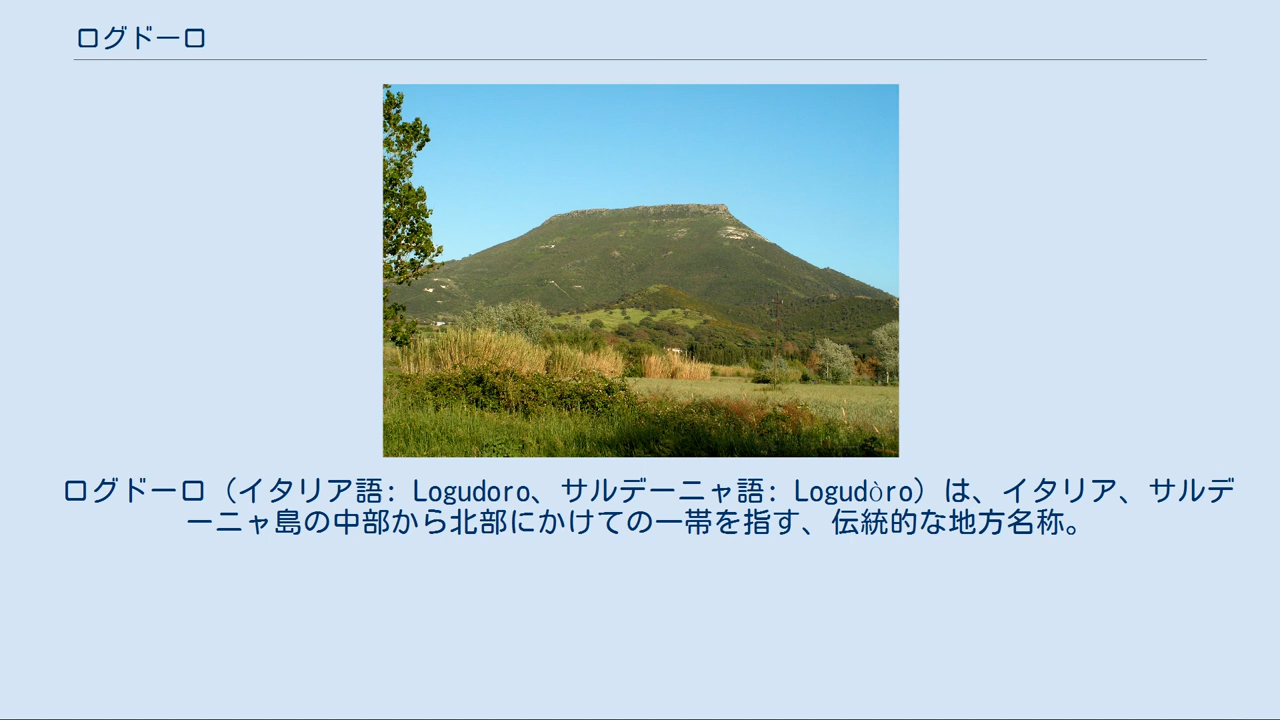 ログドーロ
ログドーロ（イタリア語: Logudoro、サルデーニャ語: Logudòro）は、イタリア、サルデ
ーニャ島の中部から北部にかけての一帯を指す、伝統的な地方名称。